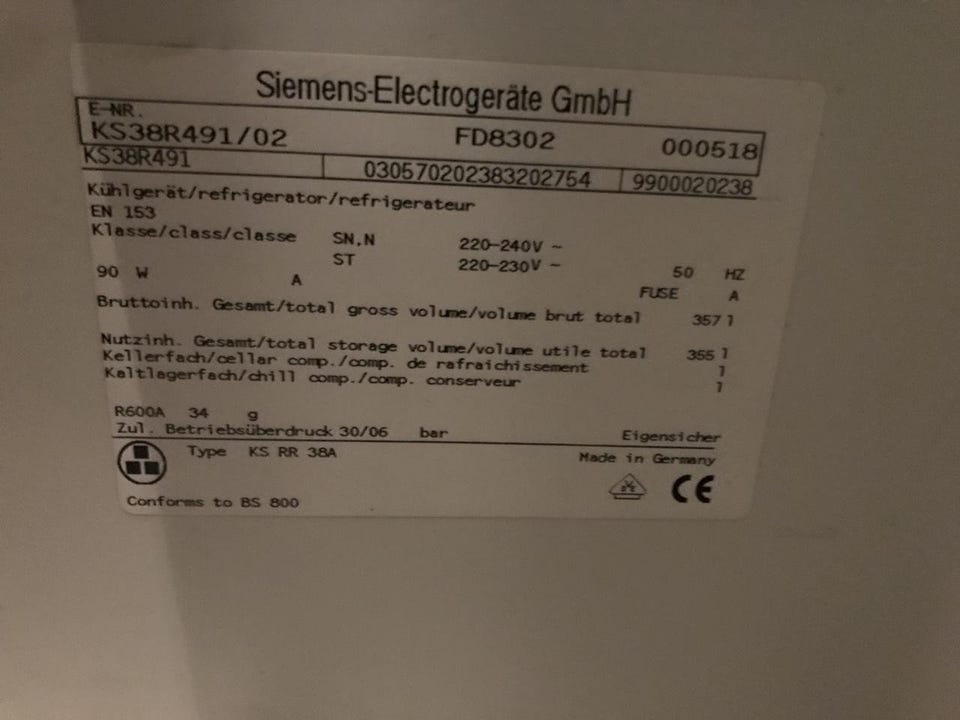 Siemens-Electrogeräte GmbH
E-NR.
KS38R491/02 FD8302 000518
KS38R491 030570202383202754 9900020238
Kühlgerät/refrigerator/refrigerateur
EN 153
Klasse/class/classe SN,N 220-240V ~
ST 220-230V ~ 50 HZ
90 W A FUSE A
Bruttoinh. Gesamt/total gross volume/volume brut total 357 l
Nutzinh. Gesamt/total storage volume/volume utile total 355 l
Kellerfach/cellar comp./comp. de rafraichissement l
Kaltlagerfach/chill comp./comp. conserveur l
R600A 34 g
Zul. Betriebsüberdruck 30/06 bar Eigensicher
Type KS RR 38A Made in Germany
CE
Conforms to BS 800